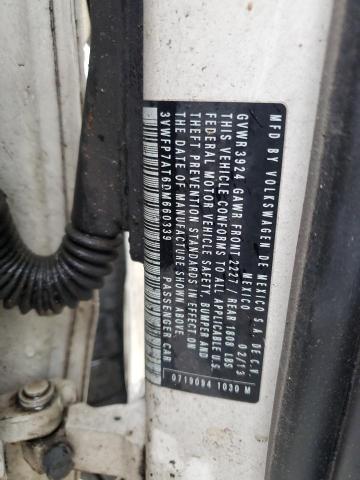 MFD BY VOLKSWAGEN DE MEXICO S.A. DE C.V.
MEXICO 02/13
GVWR 3924 GAWR FRONT 2227 / REAR 1808 LBS
THIS VEHICLE CONFORMS TO ALL APPLICABLE U.S.
FEDERAL MOTOR VEHICLE SAFETY, BUMPER AND
THEFT PREVENTION STANDARDS IN EFFECT ON
THE DATE OF MANUFACTURE SHOWN ABOVE
3VWFP7AT6DM660339 PASSENGER CAR
0719094 1030 M